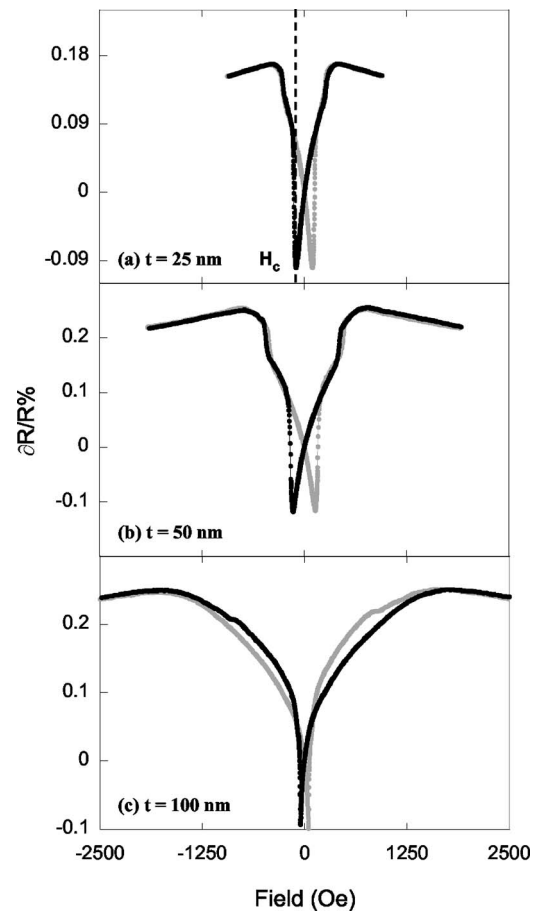 0.18
0.09
0
-0.09
(a) t = 25 nm
Hc
0.2
0.1
0
-0.1
(b) t = 50 nm
∂R/R%
0.2
0.1
0
-0.1
(c) t = 100 nm
-2500 -1250 0 1250 2500
Field (Oe)